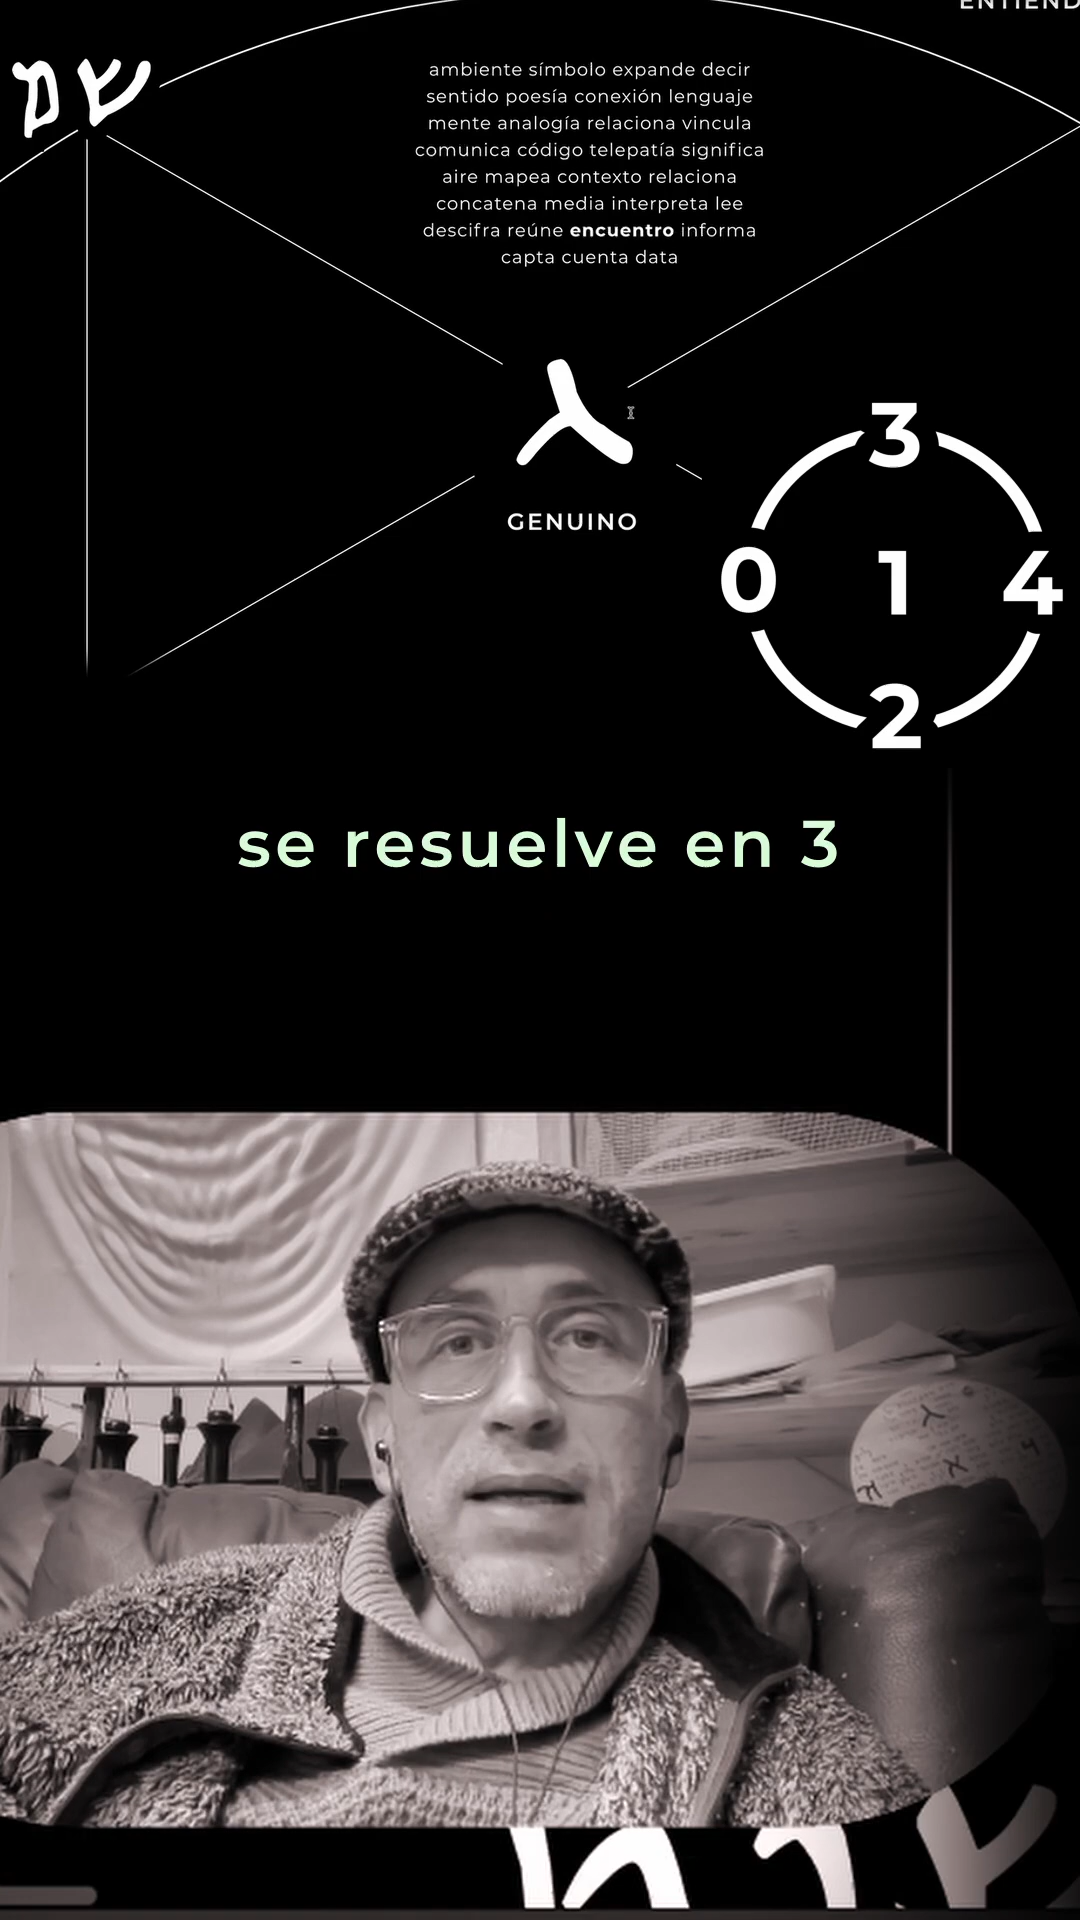 ENTIEND
שמ
ambiente símbolo expande decir
sentido poesía conexión lenguaje
mente analogía relaciona vincula
comunica código telepatía significa
aire mapea contexto relaciona
concatena media interpreta lee
descifra reúne encuentro informa
capta cuenta data
GENUINO
3
0 1 4
2
se resuelve en 3